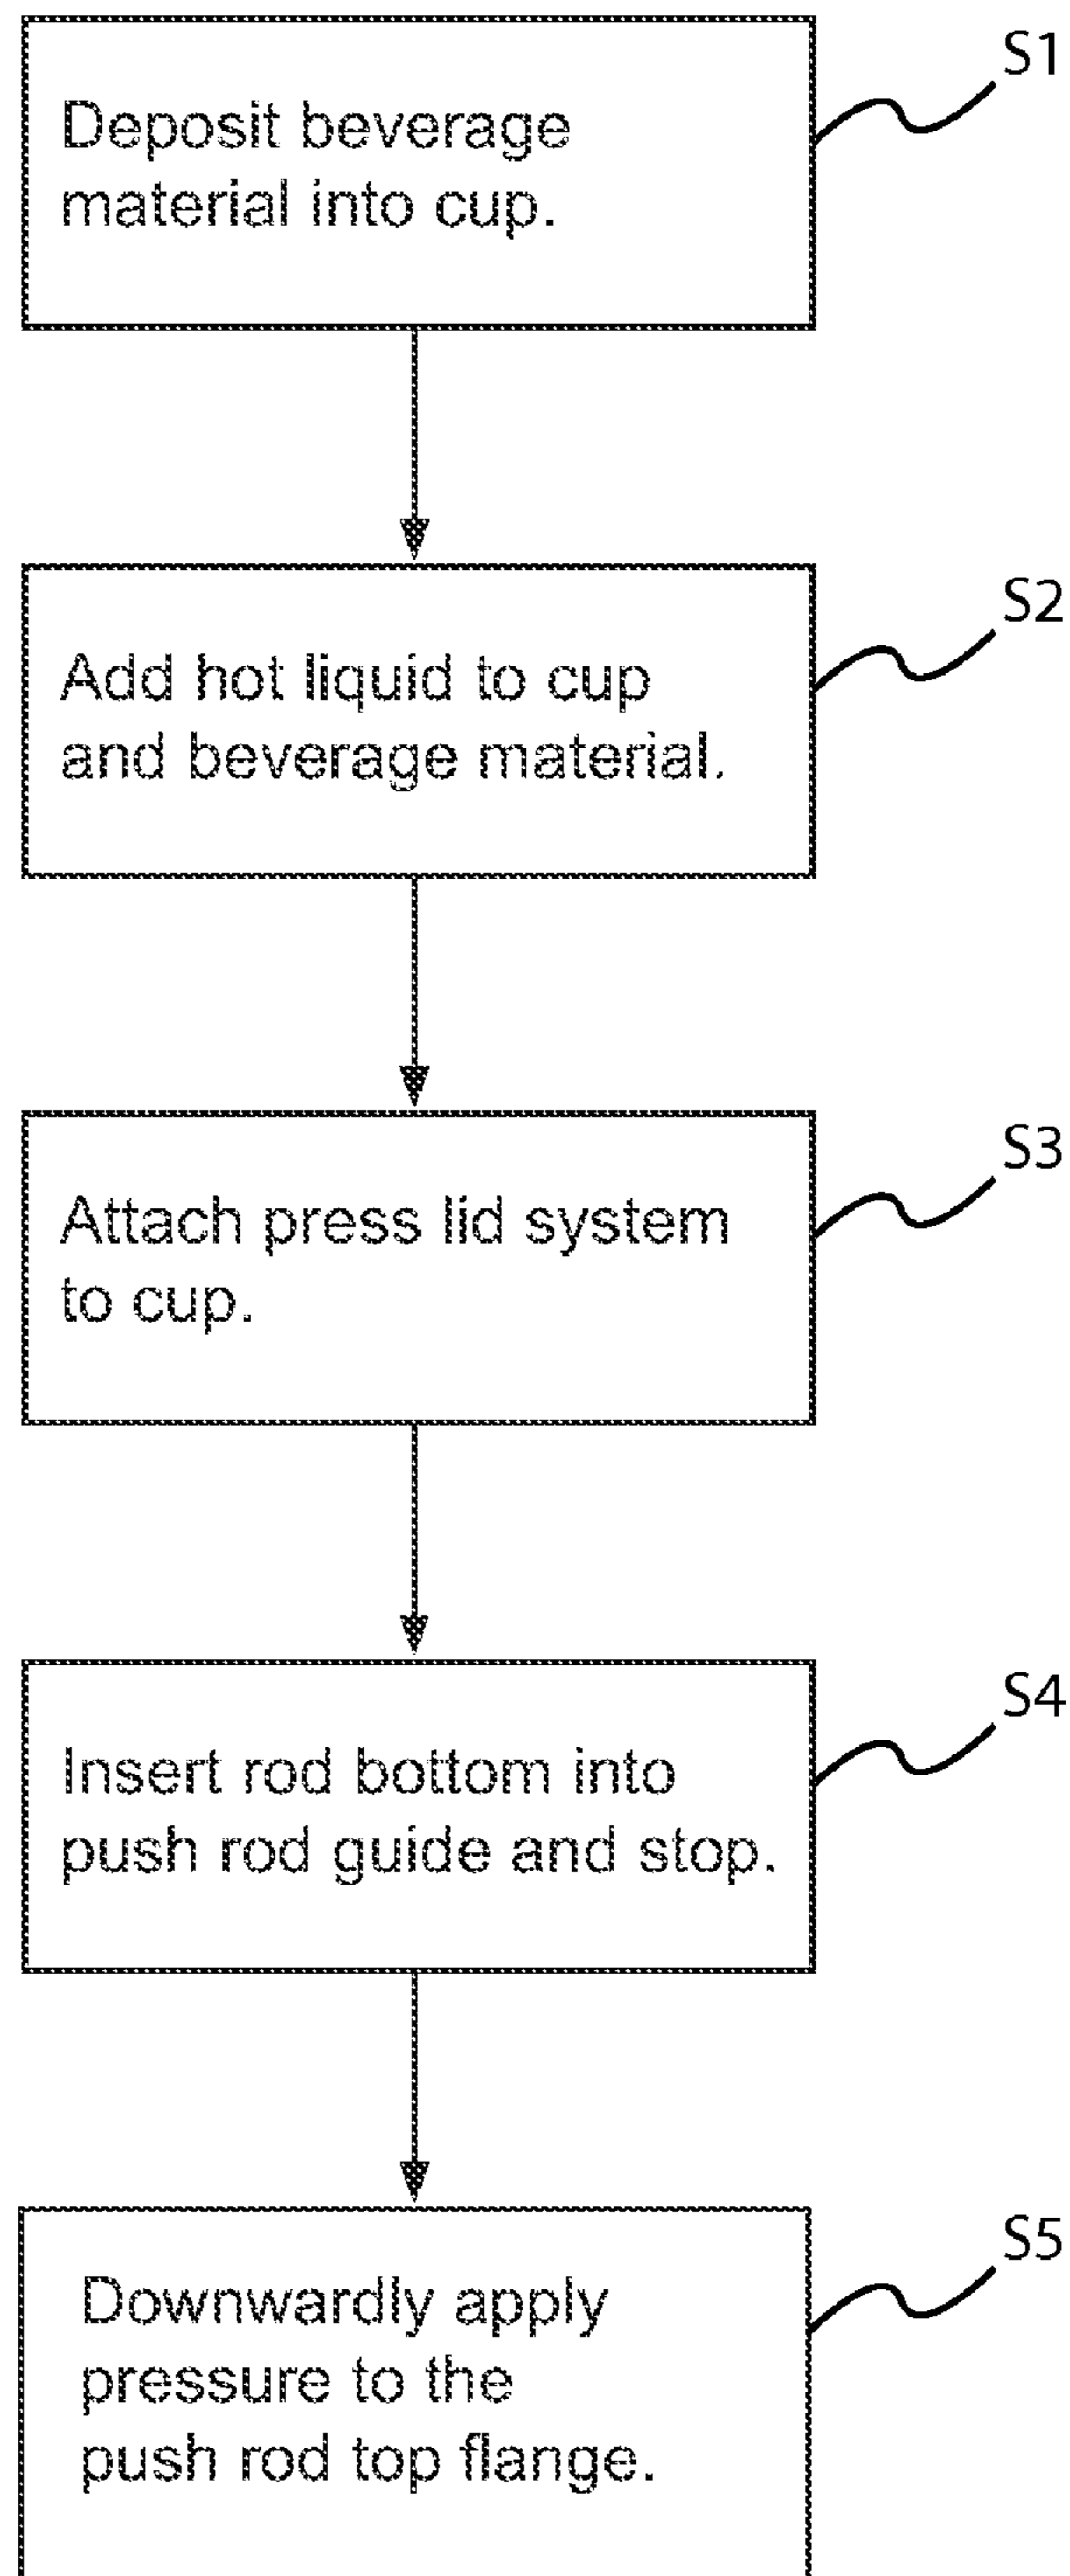 S1
Deposit beverage
material into cup.
S2
Add hot liquid to cup
and beverage material.
S3
Attach press lid system
to cup.
S4
Insert rod bottom into
push rod guide and stop.
S5
Downwardly apply
pressure to the
push rod top flange.